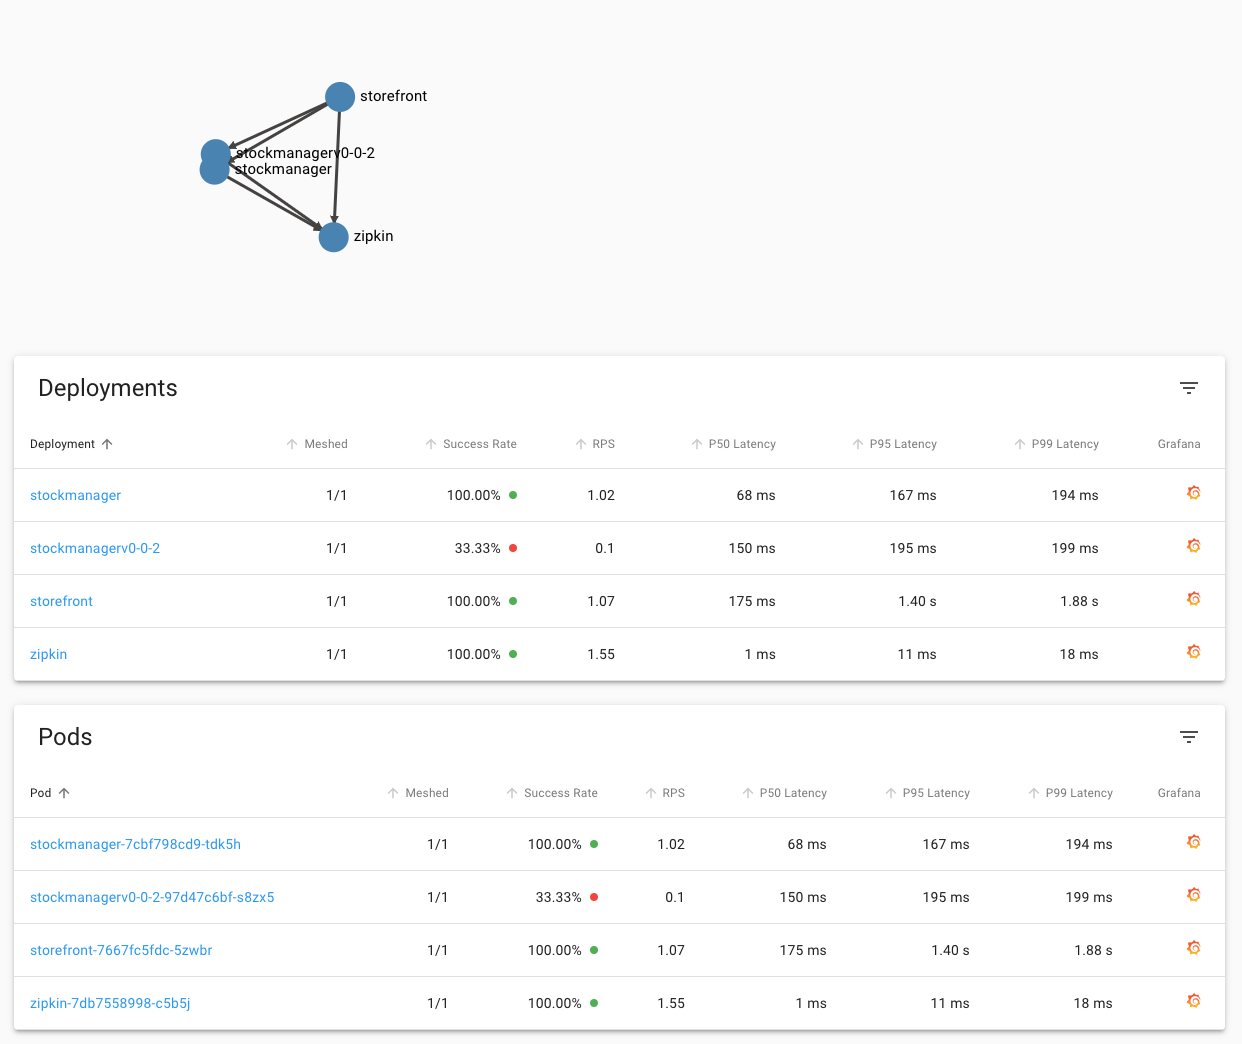 storefront
stockmanagerv0-0-2
stockmanager
zipkin
Deployments
Deployment Meshed Success Rate RPS P50 Latency P95 Latency P99 Latency Grafana
stockmanager 1/1 100.00% 1.02 68 ms 167 ms 194 ms
stockmanagerv0-0-2 1/1 33.33% 0.1 150 ms 195 ms 199 ms
storefront 1/1 100.00% 1.07 175 ms 1.40 s 1.88 s
zipkin 1/1 100.00% 1.55 1 ms 11 ms 18 ms
Pods
Pod Meshed Success Rate RPS P50 Latency P95 Latency P99 Latency Grafana
stockmanager-7cbf798cd9-tdk5h 1/1 100.00% 1.02 68 ms 167 ms 194 ms
stockmanagerv0-0-2-97d47c6bf-s8zx5 1/1 33.33% 0.1 150 ms 195 ms 199 ms
storefront-7667fc5fdc-5zwbr 1/1 100.00% 1.07 175 ms 1.40 s 1.88 s
zipkin-7db7558998-c5b5j 1/1 100.00% 1.55 1 ms 11 ms 18 ms